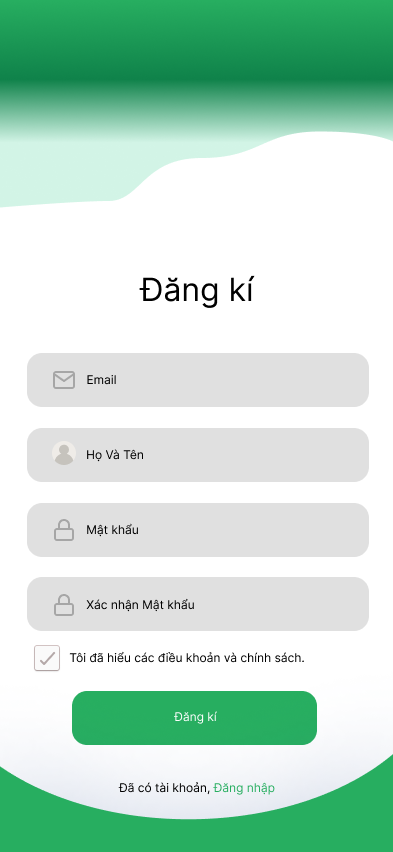 Đăng kí
Email
Họ Và Tên
Mật khẩu
Xác nhận Mật khẩu
Tôi đã hiểu các điều khoản và chính sách.
Đăng kí
Đã có tài khoản, Đăng nhập